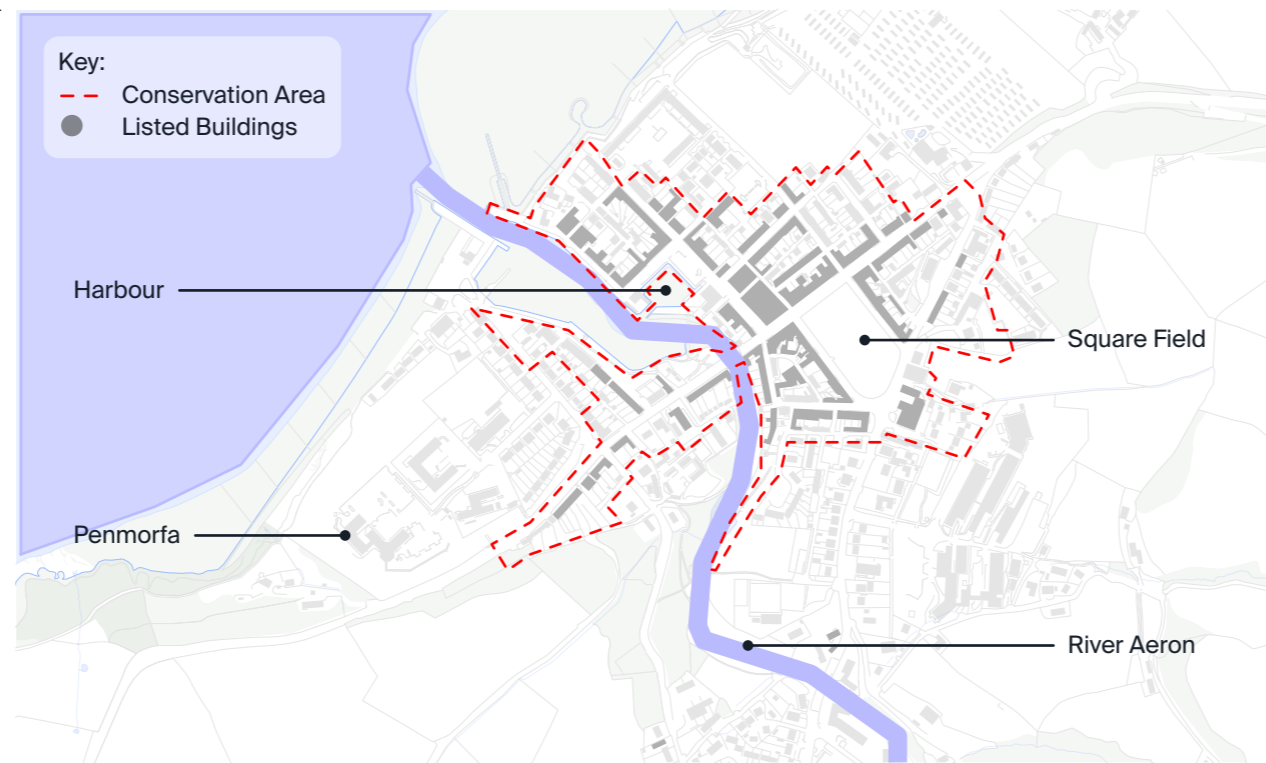 Key:
Conservation Area
Listed Buildings
Harbour
Square Field
Penmorfa
River Aeron